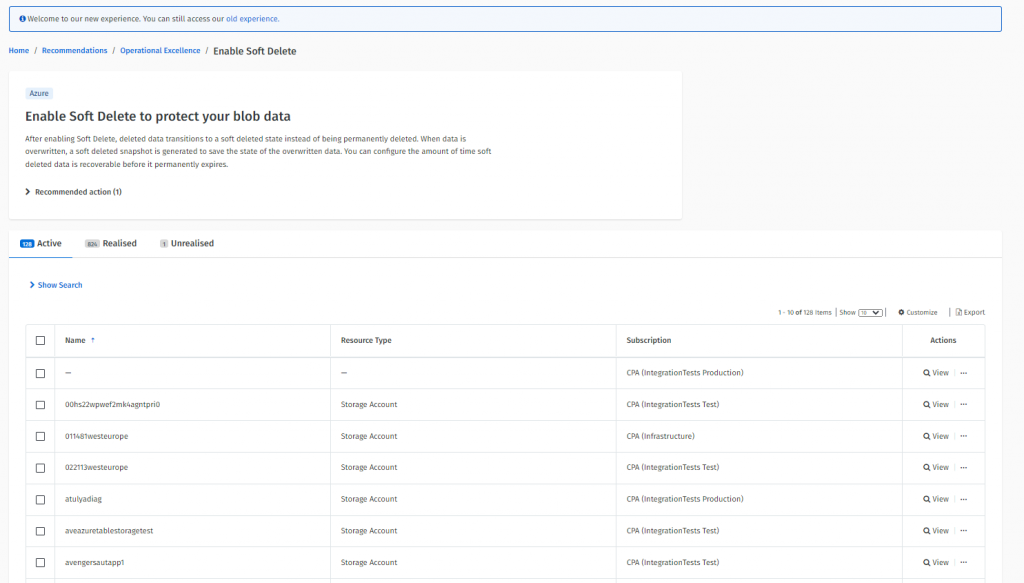 Welcome to our new experience. You can still access our old experience.
Home / Recommendations / Operational Excellence / Enable Soft Delete
Azure
Enable Soft Delete to protect your blob data
After enabling Soft Delete, deleted data transitions to a soft deleted state instead of being permanently deleted. When data is
overwritten, a soft deleted snapshot is generated to save the state of the overwritten data. You can configure the amount of time soft
deleted data is recoverable before it permanently expires.
Recommended action (1)
128 Active 824 Realised 1 Unrealised
Show Search
1 - 10 of 128 items | Show 10 | Customize | Export
Name ↑ Resource Type Subscription Actions
— — CPA (IntegrationTests Production) View | ...
00hs22wpwef2mk4agntpri0 Storage Account CPA (IntegrationTests Test) View | ...
011481westeurope Storage Account CPA (Infrastructure) View | ...
022113westeurope Storage Account CPA (IntegrationTests Test) View | ...
atulyadiag Storage Account CPA (IntegrationTests Production) View | ...
aveazuretablestoragetest Storage Account CPA (IntegrationTests Test) View | ...
avengersautapp1 Storage Account CPA (IntegrationTests Test) View | ...